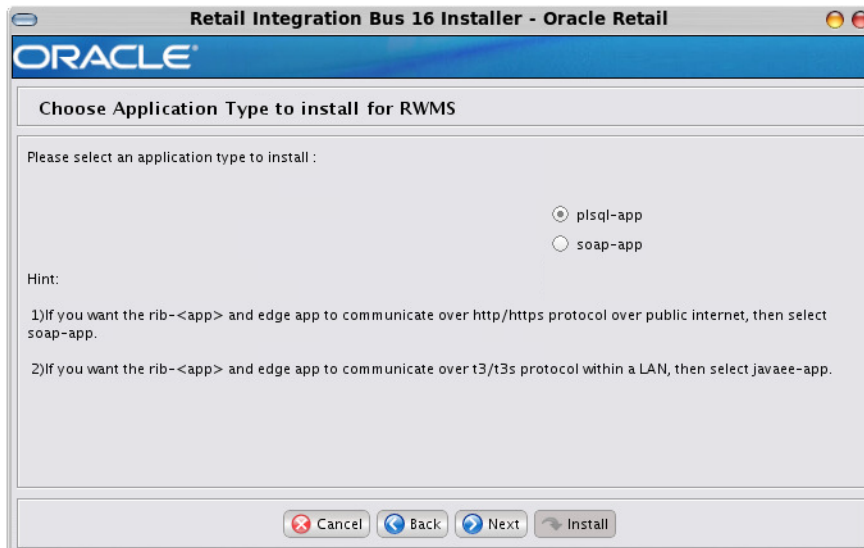 Retail Integration Bus 16 Installer - Oracle Retail
ORACLE®
Choose Application Type to install for RWMS
Please select an application type to install :
plsql-app
soap-app
Hint:
1)If you want the rib-<app> and edge app to communicate over http/https protocol over public internet, then select
soap-app.
2)If you want the rib-<app> and edge app to communicate over t3/t3s protocol within a LAN, then select javaee-app.
Cancel Back Next Install